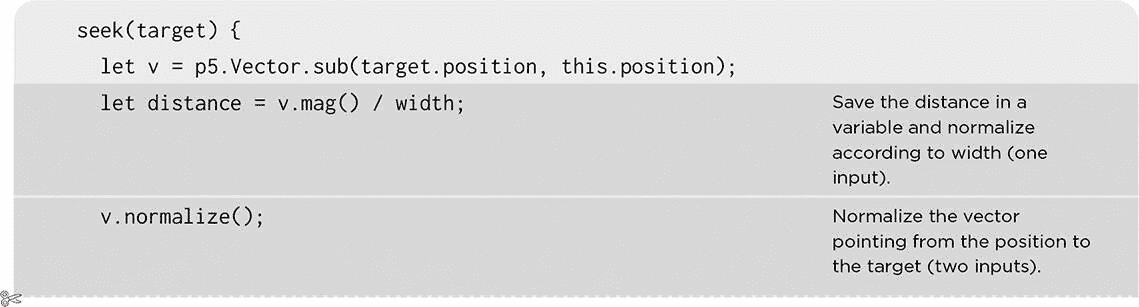 seek(target) {
let v = p5.Vector.sub(target.position, this.position);
let distance = v.mag() / width;
Save the distance in a
variable and normalize
according to width (one
input).
v.normalize();
Normalize the vector
pointing from the position to
the target (two inputs).